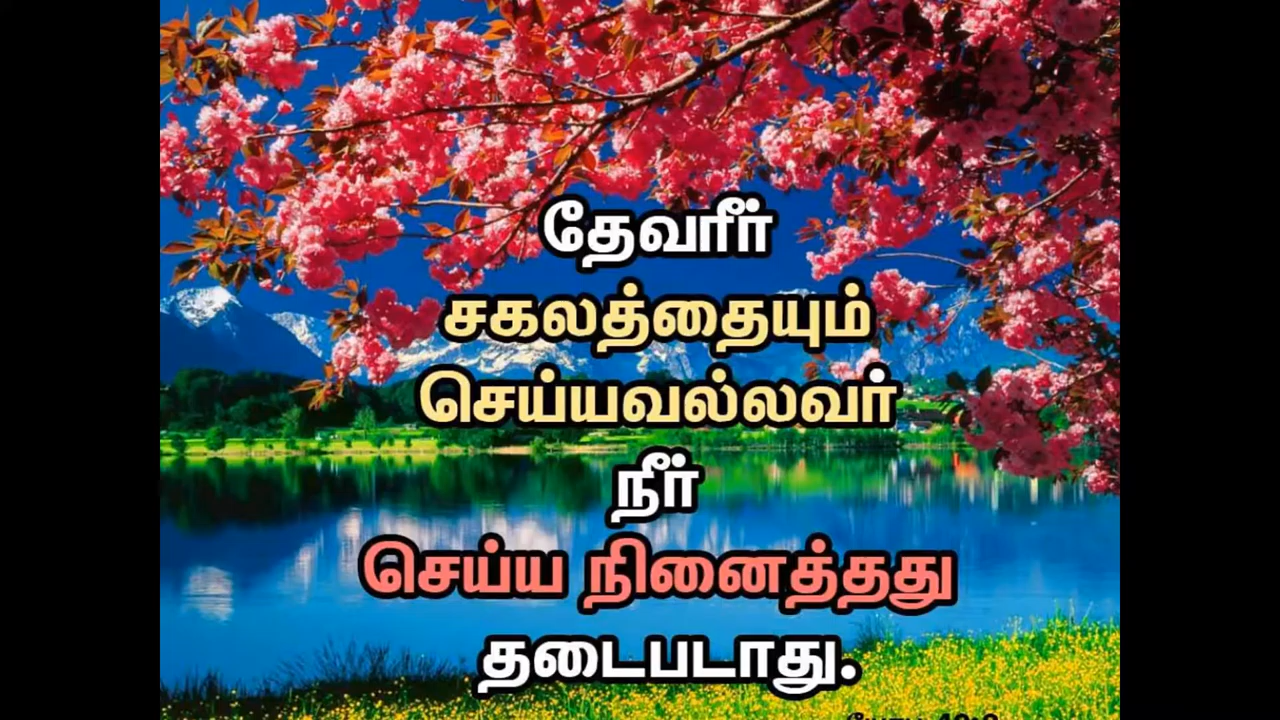 தேவரீர்
சகலத்தையும்
செய்யவல்லவர்
நீர்
செய்ய நினைத்தது
தடைபடாது.